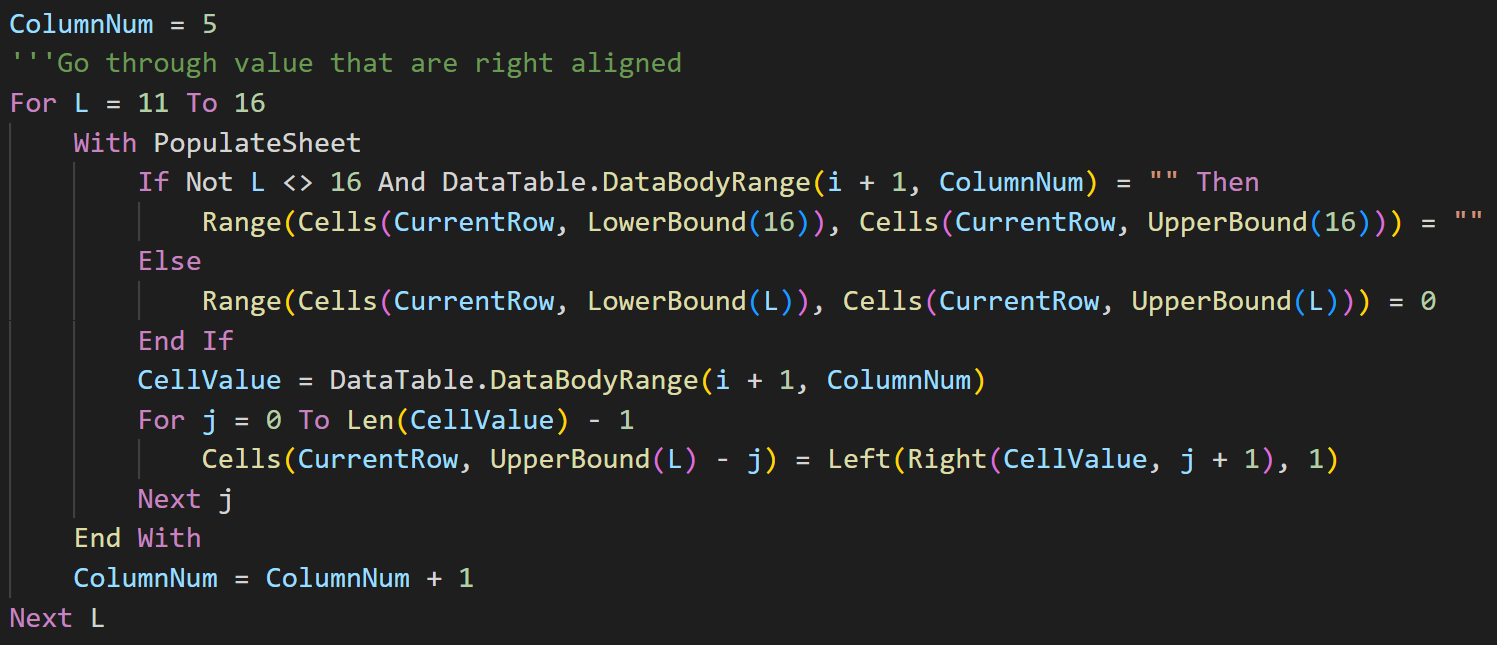 ColumnNum = 5
'''Go through value that are right aligned
For L = 11 To 16
    With PopulateSheet
        If Not L <> 16 And DataTable.DataBodyRange(i + 1, ColumnNum) = "" Then
            Range(Cells(CurrentRow, LowerBound(16)), Cells(CurrentRow, UpperBound(16))) = ""
        Else
            Range(Cells(CurrentRow, LowerBound(L)), Cells(CurrentRow, UpperBound(L))) = 0
        End If
        CellValue = DataTable.DataBodyRange(i + 1, ColumnNum)
        For j = 0 To Len(CellValue) - 1
            Cells(CurrentRow, UpperBound(L) - j) = Left(Right(CellValue, j + 1), 1)
        Next j
    End With
    ColumnNum = ColumnNum + 1
Next L